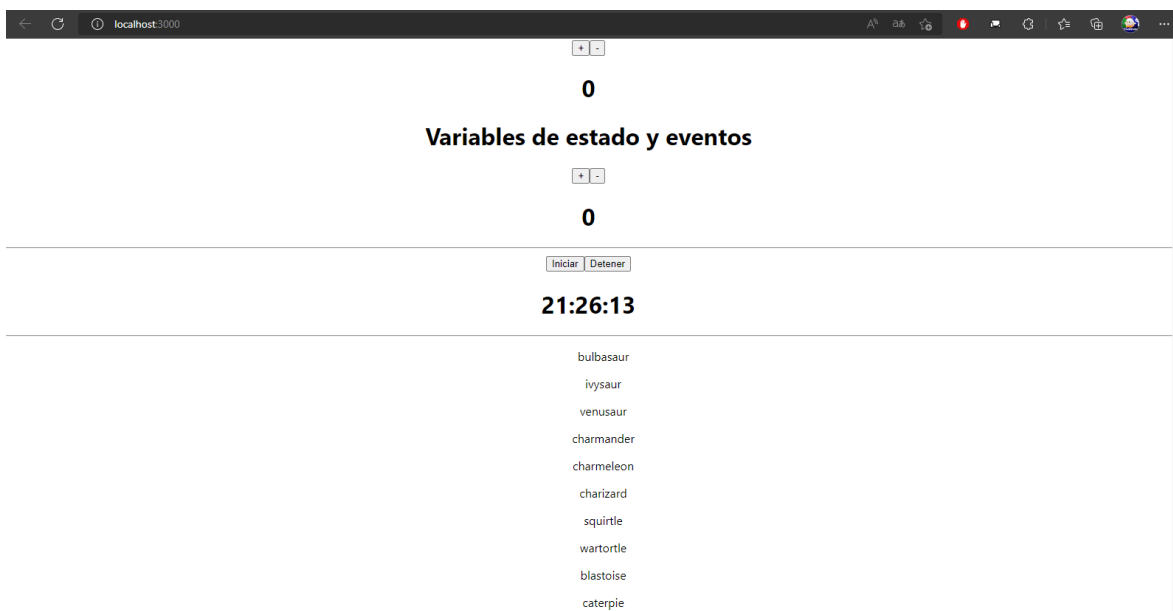 localhost:3000
+ -
0
Variables de estado y eventos
+ -
0
Iniciar Detener
21:26:13
bulbasaur
ivysaur
venusaur
charmander
charmeleon
charizard
squirtle
wartortle
blastoise
caterpie